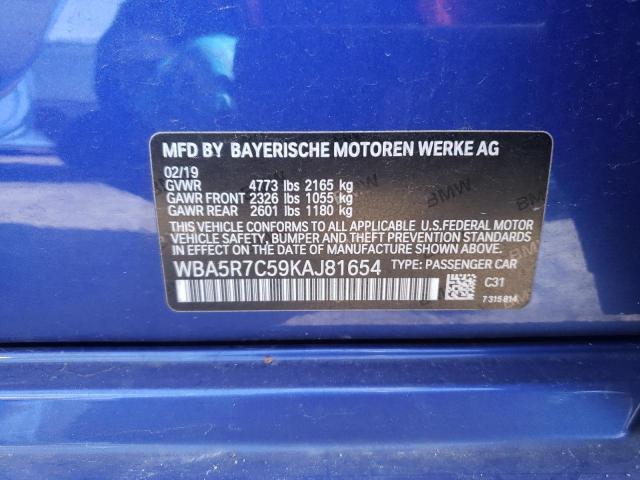 MFD BY BAYERISCHE MOTOREN WERKE AG
02/19
GVWR 4773 lbs 2165 kg
GAWR FRONT 2326 lbs 1055 kg
GAWR REAR 2601 lbs 1180 kg
THIS VEHICLE CONFORMS TO ALL APPLICABLE U.S.FEDERAL MOTOR
VEHICLE SAFETY, BUMPER AND THEFT PREVENTION STANDARDS
IN EFFECT ON THE DATE OF MANUFACTURE SHOWN ABOVE.
WBA5R7C59KAJ81654 TYPE: PASSENGER CAR
C31
7315814
BMW
BMW